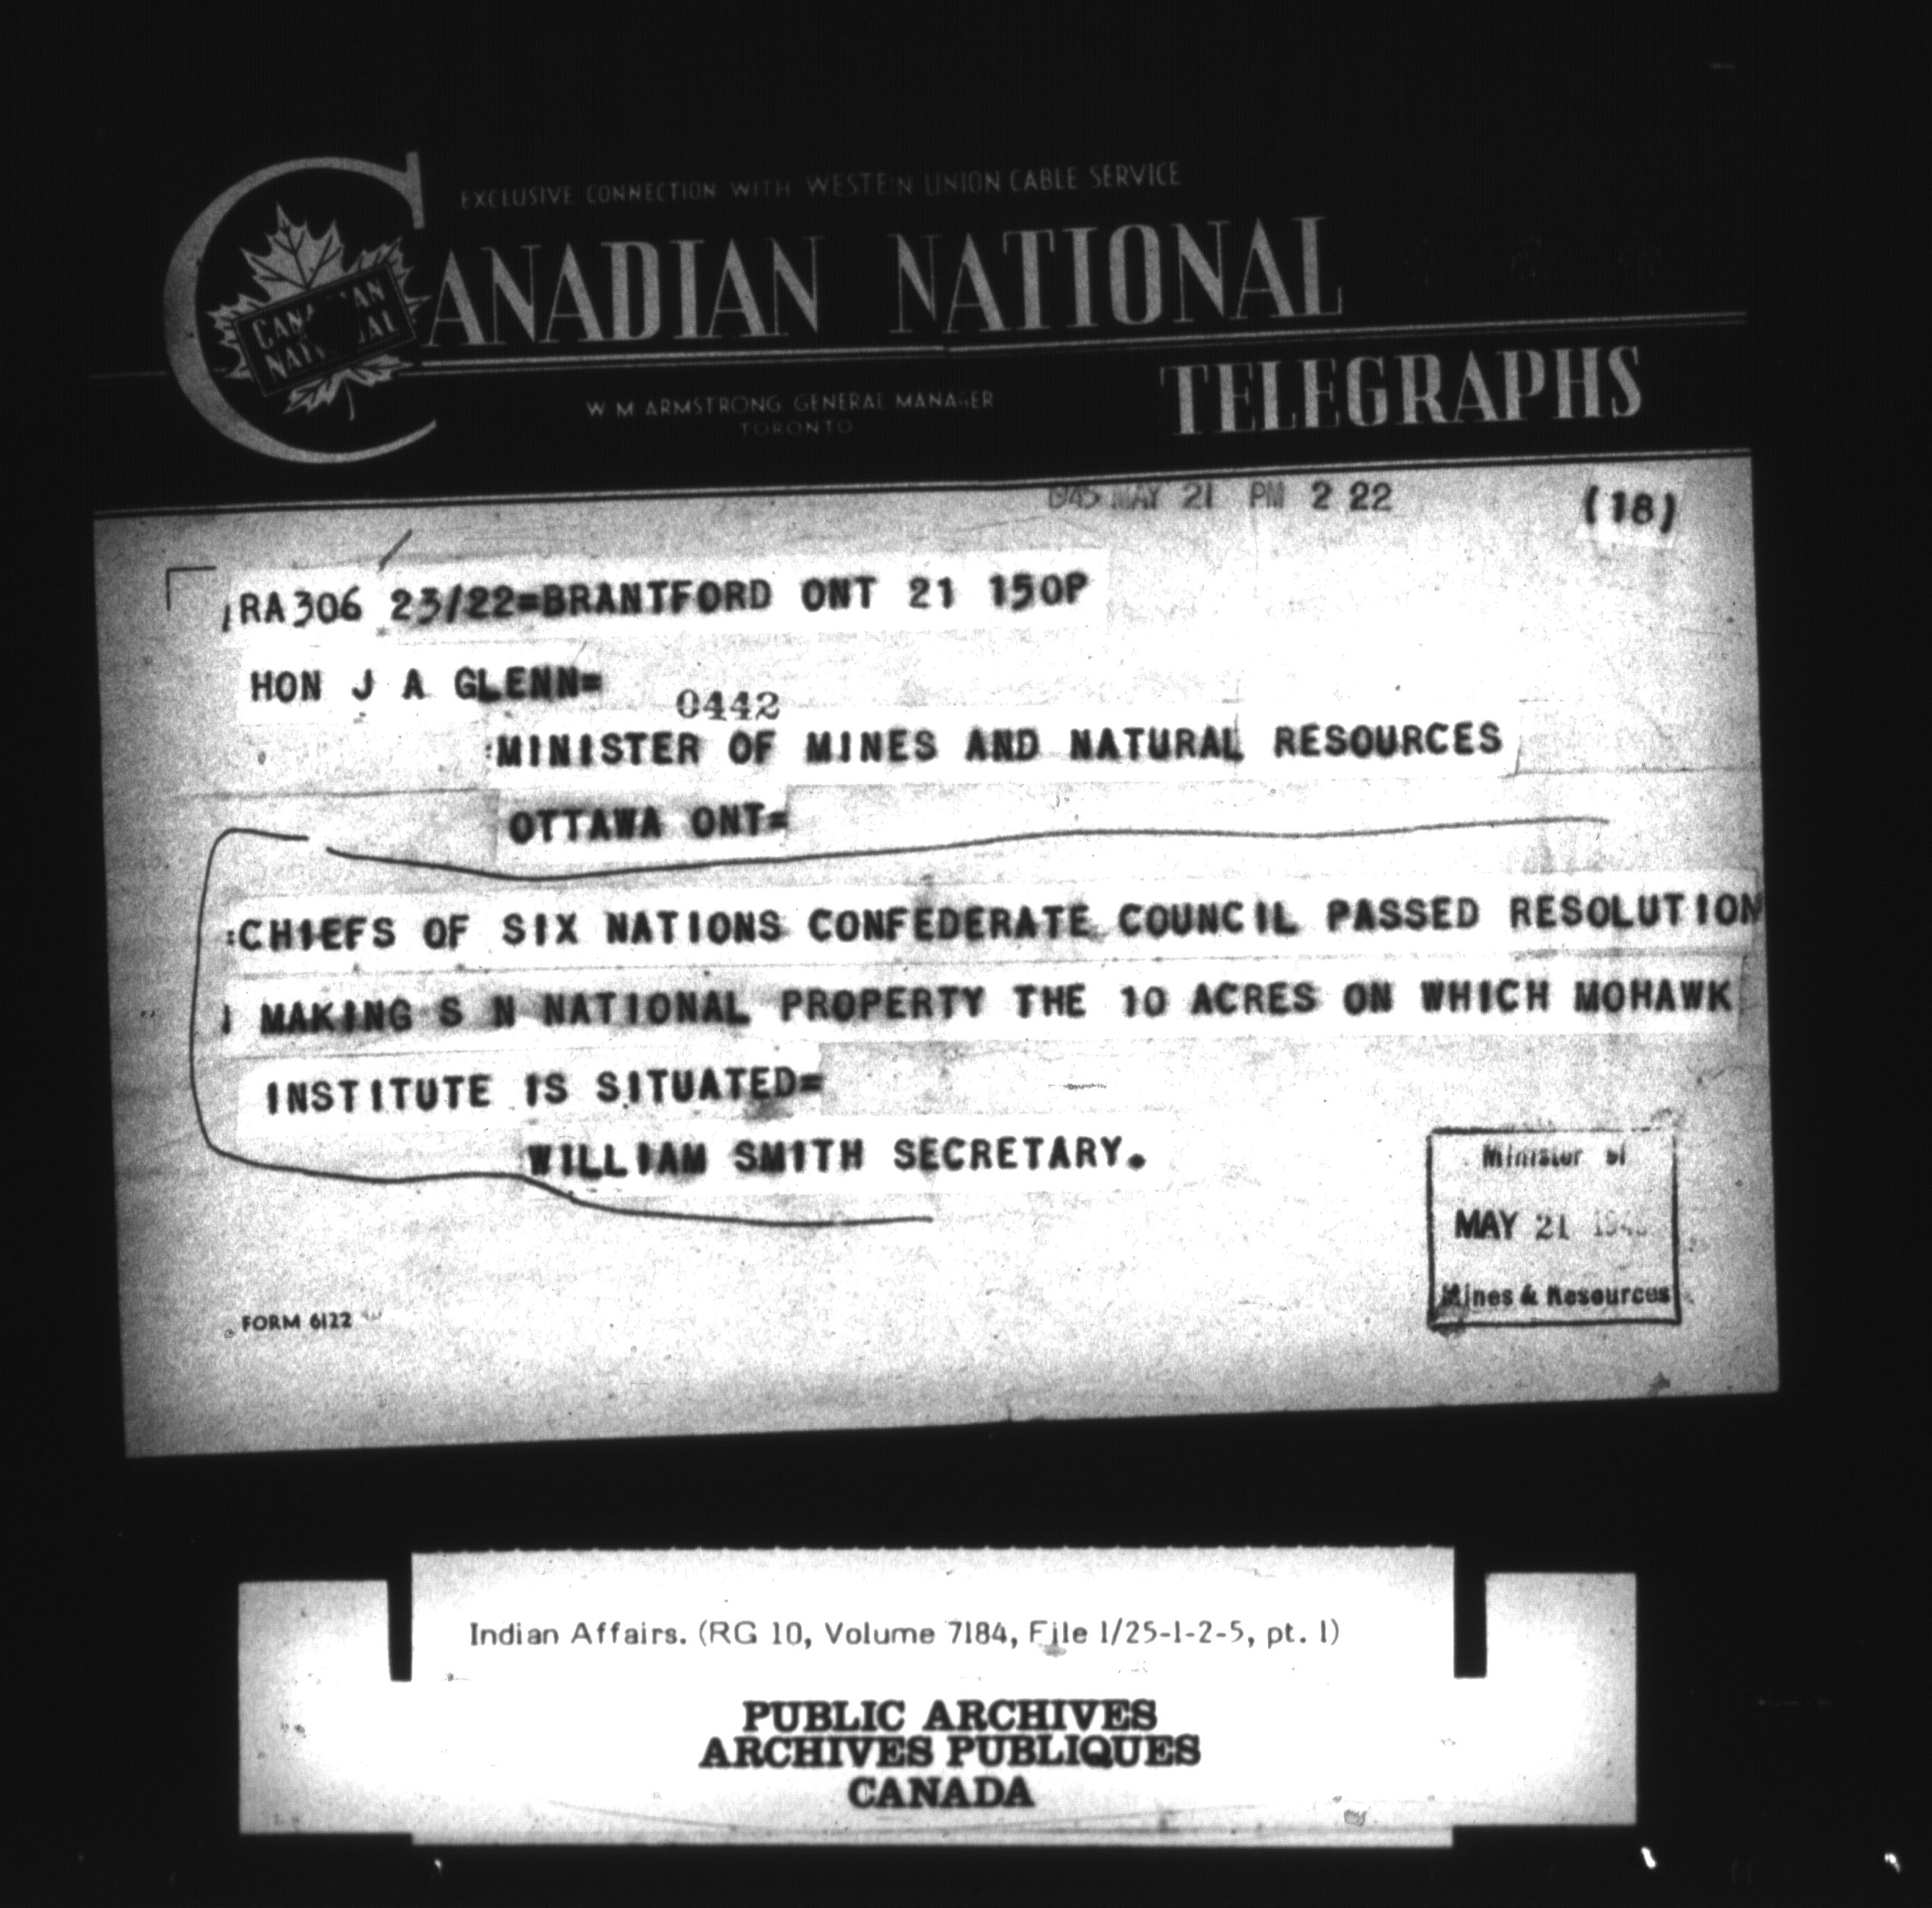 EXCLUSIVE CONNECTION WITH WESTERN UNION CABLE SERVICE
CANADIAN NATIONAL
TELEGRAPHS
W M ARMSTRONG GENERAL MANAGER
TORONTO
MAY 21 PM 2 22
(18)
RA306 23/22=BRANTFORD ONT 21 150P
HON J A GLENN=
0442
:MINISTER OF MINES AND NATURAL RESOURCES
OTTAWA ONT=
:CHIEFS OF SIX NATIONS CONFEDERATE COUNCIL PASSED RESOLUTION
MAKING S N NATIONAL PROPERTY THE 10 ACRES ON WHICH MOHAWK
INSTITUTE IS SITUATED=
WILLIAM SMITH SECRETARY.
Minister of
MAY 21
Mines & Resources
FORM 6122
Indian Affairs. (RG 10, Volume 7184, File 1/25-1-2-5, pt. 1)
PUBLIC ARCHIVES
ARCHIVES PUBLIQUES
CANADA